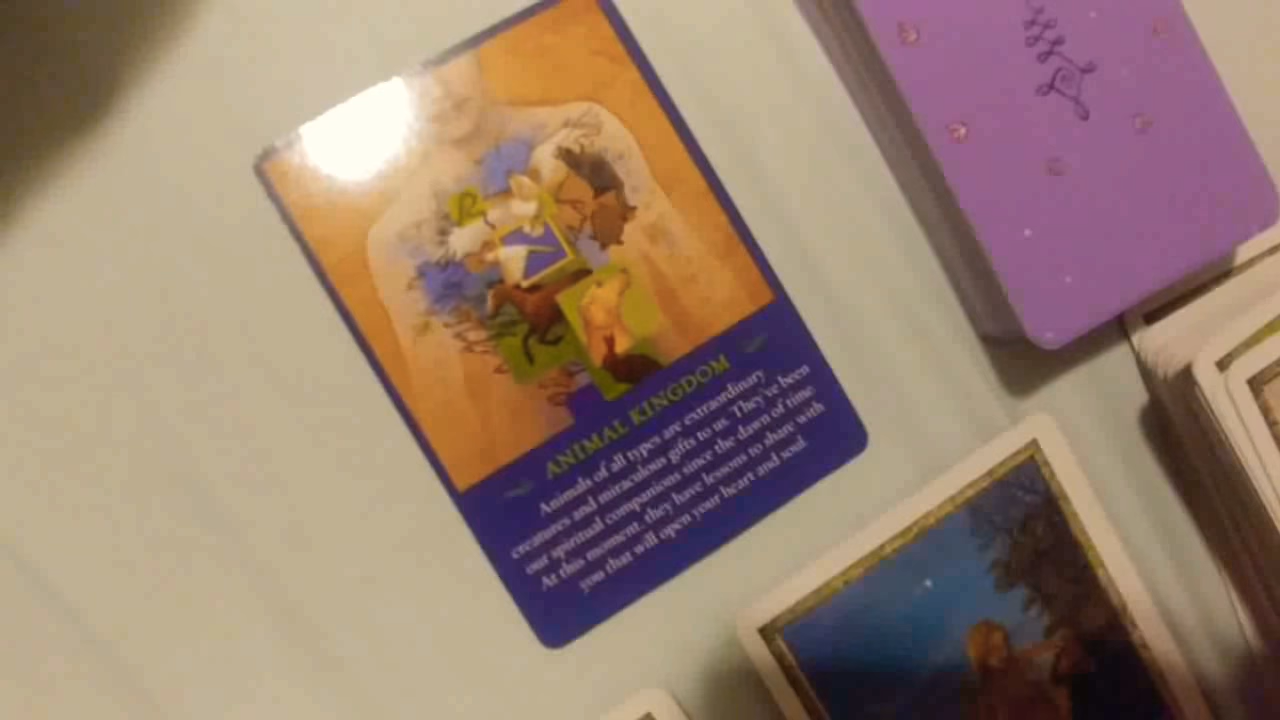 ANIMAL KINGDOM
Animals of all types are extraordinary
creatures and miraculous gifts to us. They've been
our spiritual companions since the dawn of time.
At this moment, they have lessons to share with
you that will open your heart and soul.